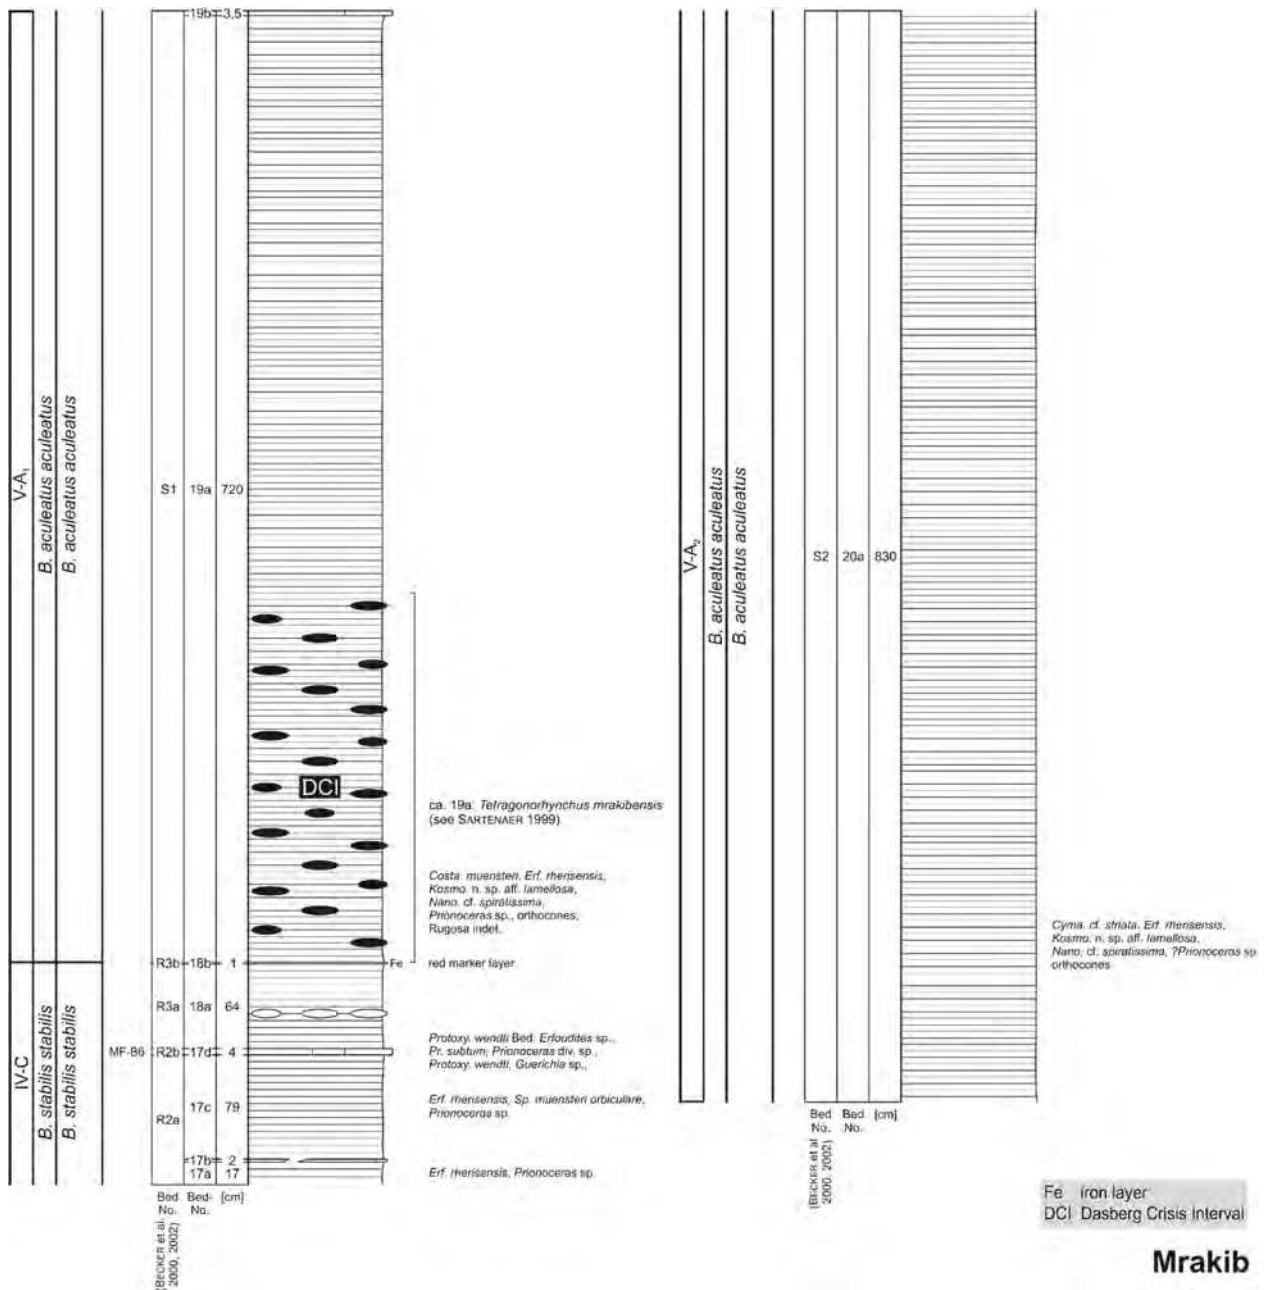 19b 3,5
V-A1
B. aculeatus aculeatus
B. aculeatus aculeatus
S1 19a 720
DCI
ca. 19a: Tetragonorhynchus mrakibensis
(see SARTENAER 1999)
Costa. muensteri, Erf. rherisensis,
Kosmo. n. sp. aff. lamellosa,
Nano. cf. spiratissima,
Prionoceras sp., orthocones,
Rugosa indet.
R3b 18b 1
Fe
red marker layer
R3a 18a 64
IV-C
B. stabilis stabilis
B. stabilis stabilis
MF-B6 R2b 17d 4
Protoxy. wendti Bed. Erfoudites sp.,
Pr. subtum, Prionoceras div. sp.,
Protoxy. wendti, Guerichia sp.,
R2a 17c 79
Erf. rherisensis, Sp. muensteri orbiculare,
Prionoceras sp.
17b 2
17a 17
Erf. rherisensis, Prionoceras sp.
Bed Bed- [cm]
No. No.
(BECKER et al.
2000, 2002)
V-A2
B. aculeatus aculeatus
B. aculeatus aculeatus
S2 20a 830
Cyma. cf. striata, Erf. rherisensis,
Kosmo. n. sp. aff. lamellosa,
Nano. cf. spiratissima, ?Prionoceras sp.
orthocones
Bed Bed [cm]
No. No.
(BECKER et al
2000, 2002)
Fe iron layer
DCI Dasberg Crisis Interval
Mrakib